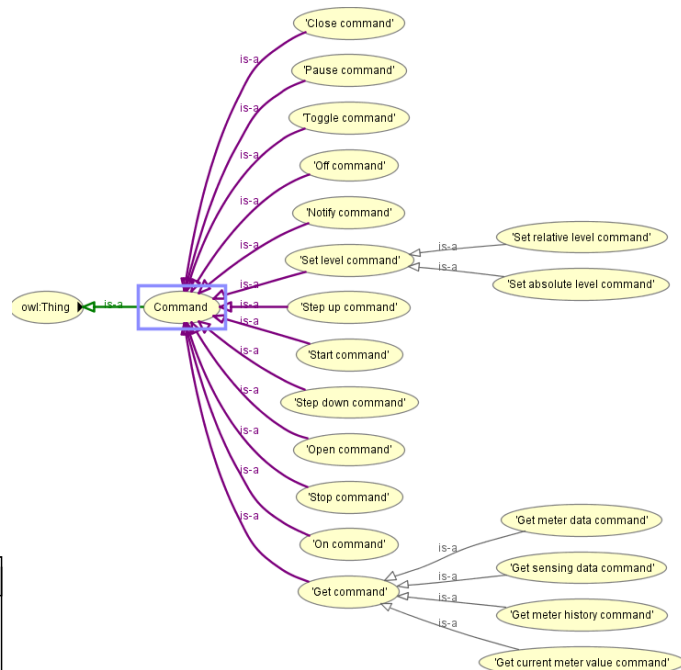 'Close command'
is-a
'Pause command'
is-a
'Toggle command'
is-a
'Off command'
is-a
'Notify command'
is-a
'Set relative level command'
is-a
'Set level command'
is-a
is-a
'Set absolute level command'
owl:Thing
is-a
Command
is-a
'Step up command'
is-a
'Start command'
is-a
'Step down command'
is-a
'Open command'
is-a
'Stop command'
is-a
'On command'
is-a
'Get command'
'Get meter data command'
is-a
'Get sensing data command'
is-a
'Get meter history command'
is-a
'Get current meter value command'